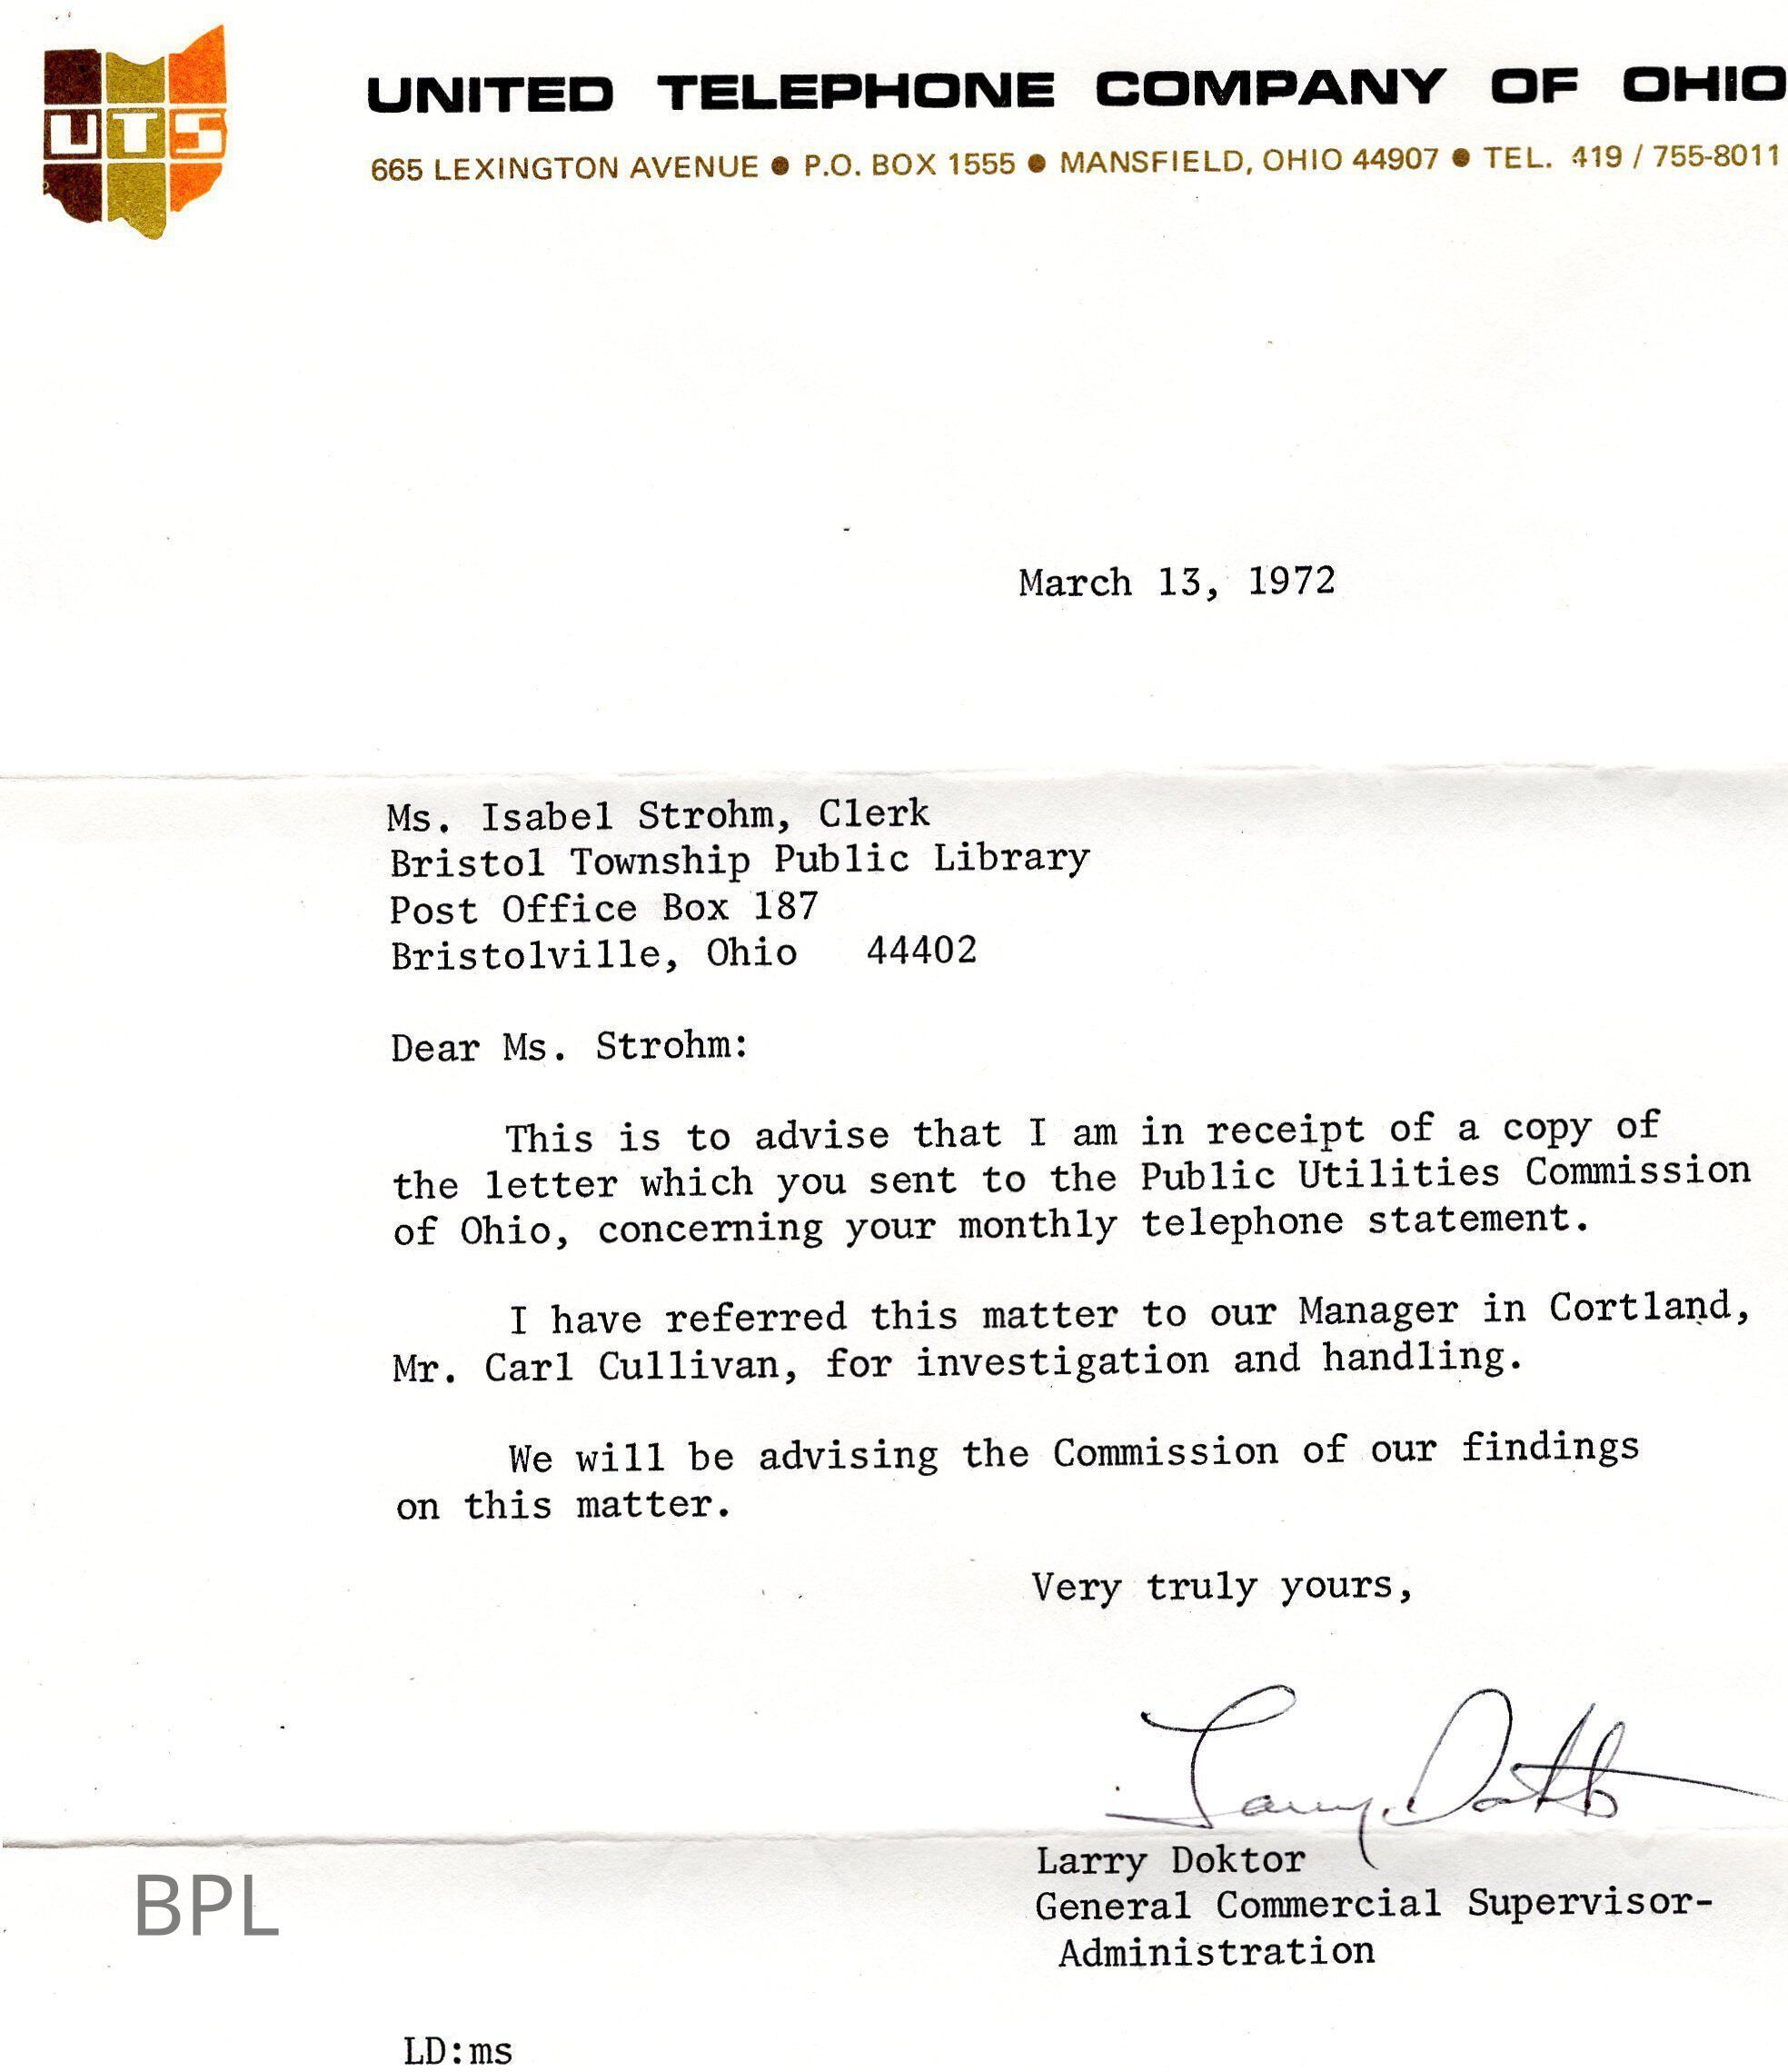 UTS
UNITED TELEPHONE COMPANY OF OHIO
665 LEXINGTON AVENUE ● P.O. BOX 1555 ● MANSFIELD, OHIO 44907 ● TEL. 419 / 755-8011
March 13, 1972
Ms. Isabel Strohm, Clerk
Bristol Township Public Library
Post Office Box 187
Bristolville, Ohio 44402
Dear Ms. Strohm:
This is to advise that I am in receipt of a copy of
the letter which you sent to the Public Utilities Commission
of Ohio, concerning your monthly telephone statement.
I have referred this matter to our Manager in Cortland,
Mr. Carl Cullivan, for investigation and handling.
We will be advising the Commission of our findings
on this matter.
Very truly yours,
Larry Doktor
Larry Doktor
General Commercial Supervisor-
Administration
BPL
LD:ms